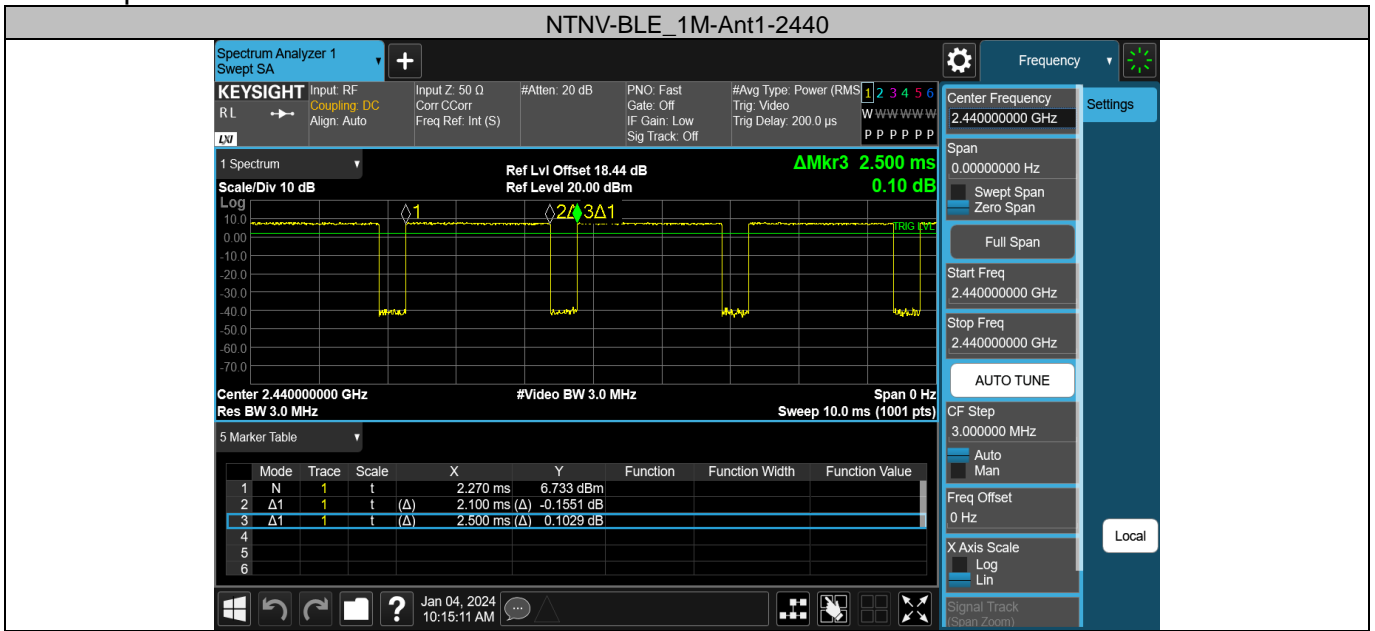 NTNV-BLE_1M-Ant1-2440
Spectrum Analyzer 1
Swept SA
+
Frequency
KEYSIGHT
RL
LXI
Input: RF
Coupling: DC
Align: Auto
Input Z: 50 Ω
Corr CCorr
Freq Ref: Int (S)
#Atten: 20 dB
PNO: Fast
Gate: Off
IF Gain: Low
Sig Track: Off
#Avg Type: Power (RMS
Trig: Video
Trig Delay: 200.0 µs
1 2 3 4 5 6
W W W W W W
P P P P P P
1 Spectrum
Scale/Div 10 dB
Ref Lvl Offset 18.44 dB
Ref Level 20.00 dBm
ΔMkr3 2.500 ms
0.10 dB
Log
10.0
0.00
-10.0
-20.0
-30.0
-40.0
-50.0
-60.0
-70.0
1
2Δ 3Δ1
TRIG LVL
Center 2.440000000 GHz
#Video BW 3.0 MHz
Span 0 Hz
Res BW 3.0 MHz
Sweep 10.0 ms (1001 pts)
5 Marker Table
Mode Trace Scale X Y Function Function Width Function Value
1 N 1 t 2.270 ms 6.733 dBm
2 Δ1 1 t (Δ) 2.100 ms (Δ) -0.1551 dB
3 Δ1 1 t (Δ) 2.500 ms (Δ) 0.1029 dB
4
5
6
Center Frequency
2.440000000 GHz
Settings
Span
0.00000000 Hz
Swept Span
Zero Span
Full Span
Start Freq
2.440000000 GHz
Stop Freq
2.440000000 GHz
AUTO TUNE
CF Step
3.000000 MHz
Auto
Man
Freq Offset
0 Hz
X Axis Scale
Log
Lin
Signal Track
(Span Zoom)
Local
?
Jan 04, 2024
10:15:11 AM